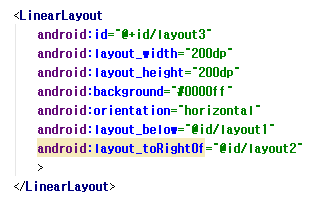 <LinearLayout
    android:id="@+id/layout3"
    android:layout_width="200dp"
    android:layout_height="200dp"
    android:background="#0000ff"
    android:orientation="horizontal"
    android:layout_below="@id/layout1"
    android:layout_toRightOf="@id/layout2"
    >
</LinearLayout>